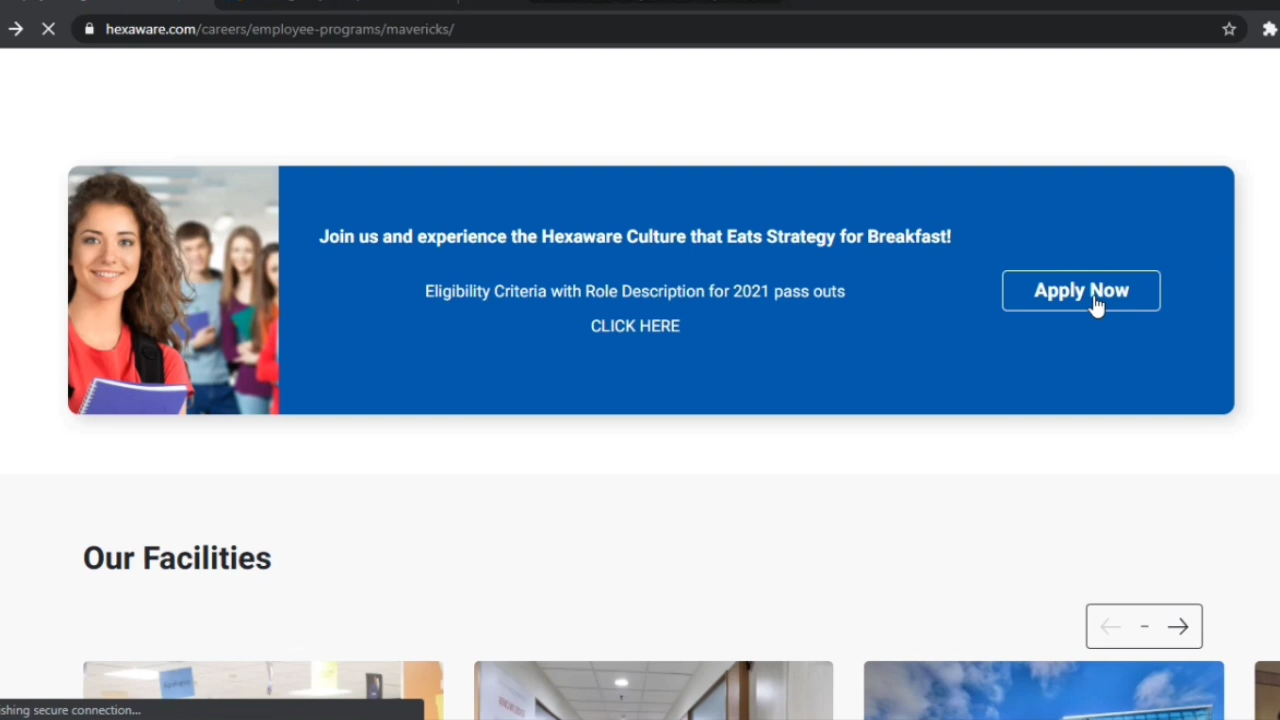 hexaware.com/careers/employee-programs/mavericks/
Join us and experience the Hexaware Culture that Eats Strategy for Breakfast!
Eligibility Criteria with Role Description for 2021 pass outs
Apply Now
CLICK HERE
Our Facilities
shing secure connection...